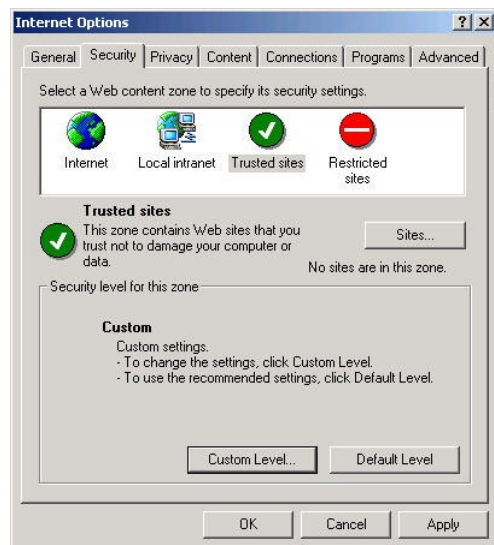 Internet Options
General Security Privacy Content Connections Programs Advanced
Select a Web content zone to specify its security settings.
Internet Local intranet Trusted sites Restricted
sites
Trusted sites
This zone contains Web sites that you
trust not to damage your computer or
data.
Sites...
No sites are in this zone.
Security level for this zone
Custom
Custom settings.
- To change the settings, click Custom Level.
- To use the recommended settings, click Default Level.
Custom Level... Default Level
OK Cancel Apply